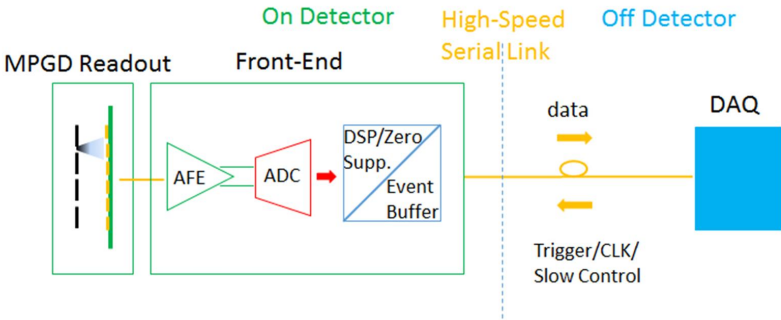 On Detector
High-Speed
Serial Link
Off Detector
MPGD Readout
Front-End
data
DAQ
AFE
ADC
DSP/Zero
Supp.
Event
Buffer
Trigger/CLK/
Slow Control